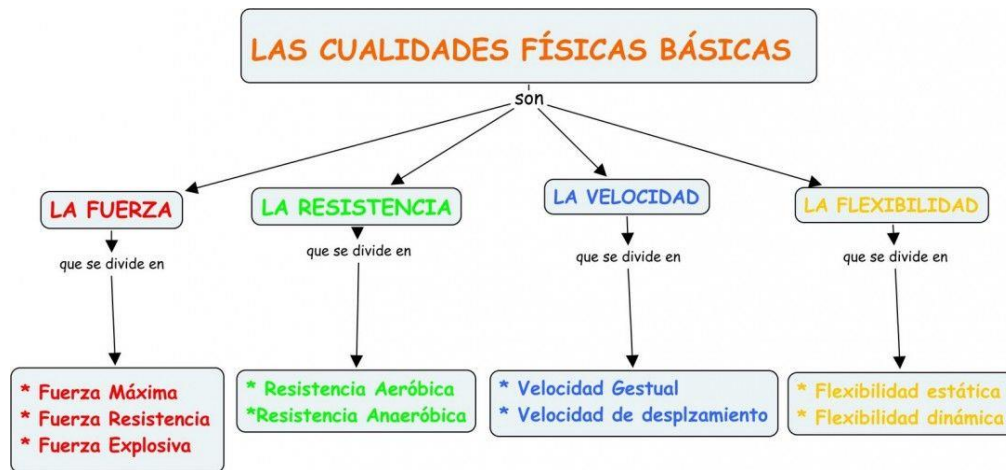 LAS CUALIDADES FÍSICAS BÁSICAS
son
LA FUERZA
LA RESISTENCIA
LA VELOCIDAD
LA FLEXIBILIDAD
que se divide en
que se divide en
que se divide en
que se divide en
* Fuerza Máxima
* Fuerza Resistencia
* Fuerza Explosiva
* Resistencia Aeróbica
*Resistencia Anaeróbica
* Velocidad Gestual
* Velocidad de desplzamiento
* Flexibilidad estática
* Flexibilidad dinámica